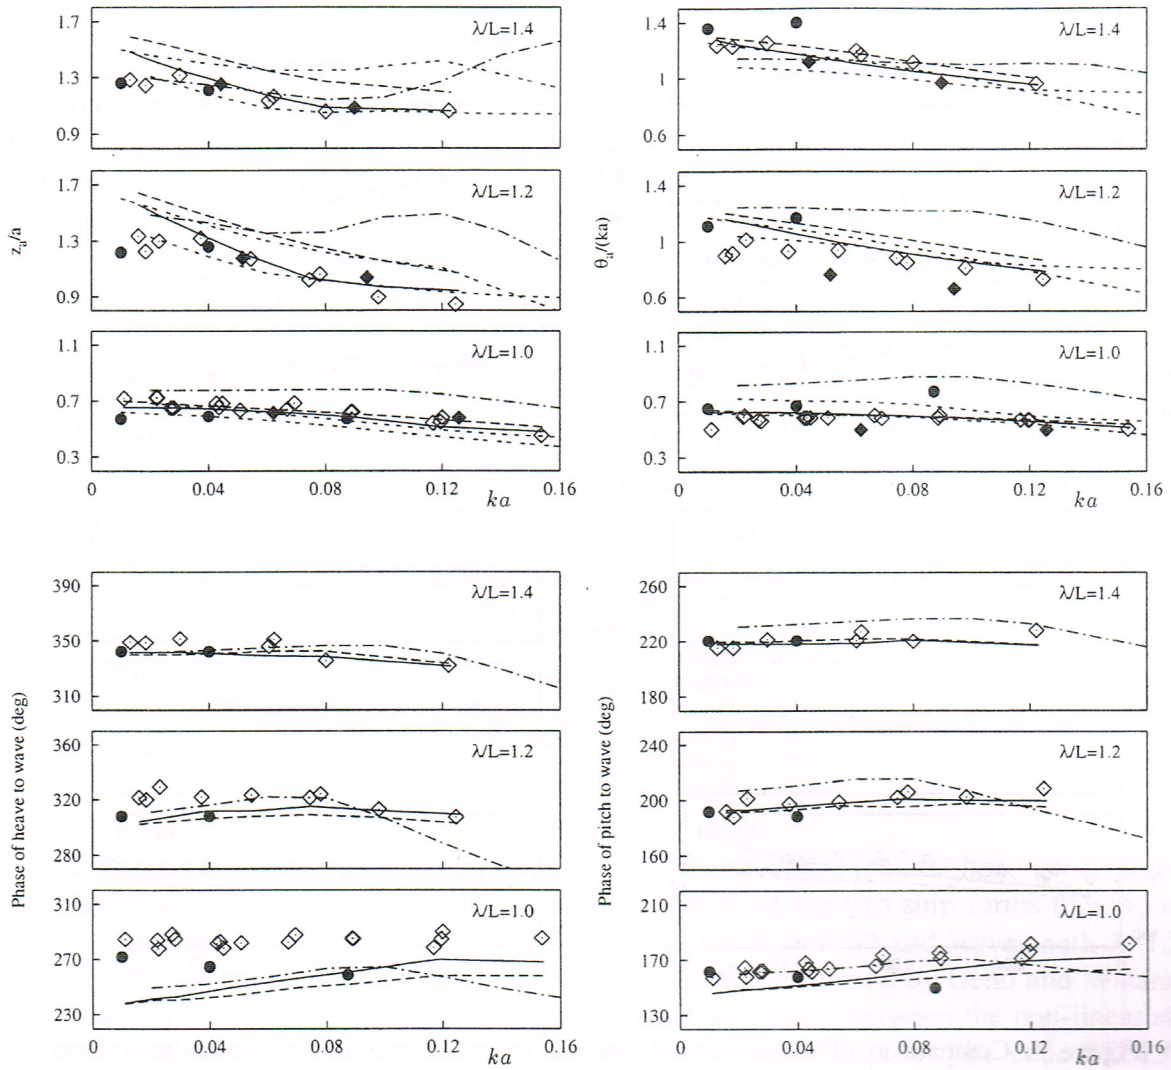 1.7
1.3
0.9
λ/L=1.4
1.7
1.3
0.9
λ/L=1.2
zₐ/a
1.1
0.7
0.3
λ/L=1.0
0
0.04
0.08
0.12
0.16
ka
1.4
1
0.6
λ/L=1.4
1.4
1
0.6
λ/L=1.2
θₐ/(ka)
1.1
0.7
0.3
λ/L=1.0
0
0.04
0.08
0.12
0.16
ka
390
350
310
λ/L=1.4
360
320
280
λ/L=1.2
Phase of heave to wave (deg)
310
270
230
λ/L=1.0
0
0.04
0.08
0.12
0.16
ka
260
220
180
λ/L=1.4
250
200
160
λ/L=1.2
Phase of pitch to wave (deg)
210
170
130
λ/L=1.0
0
0.04
0.08
0.12
0.16
ka